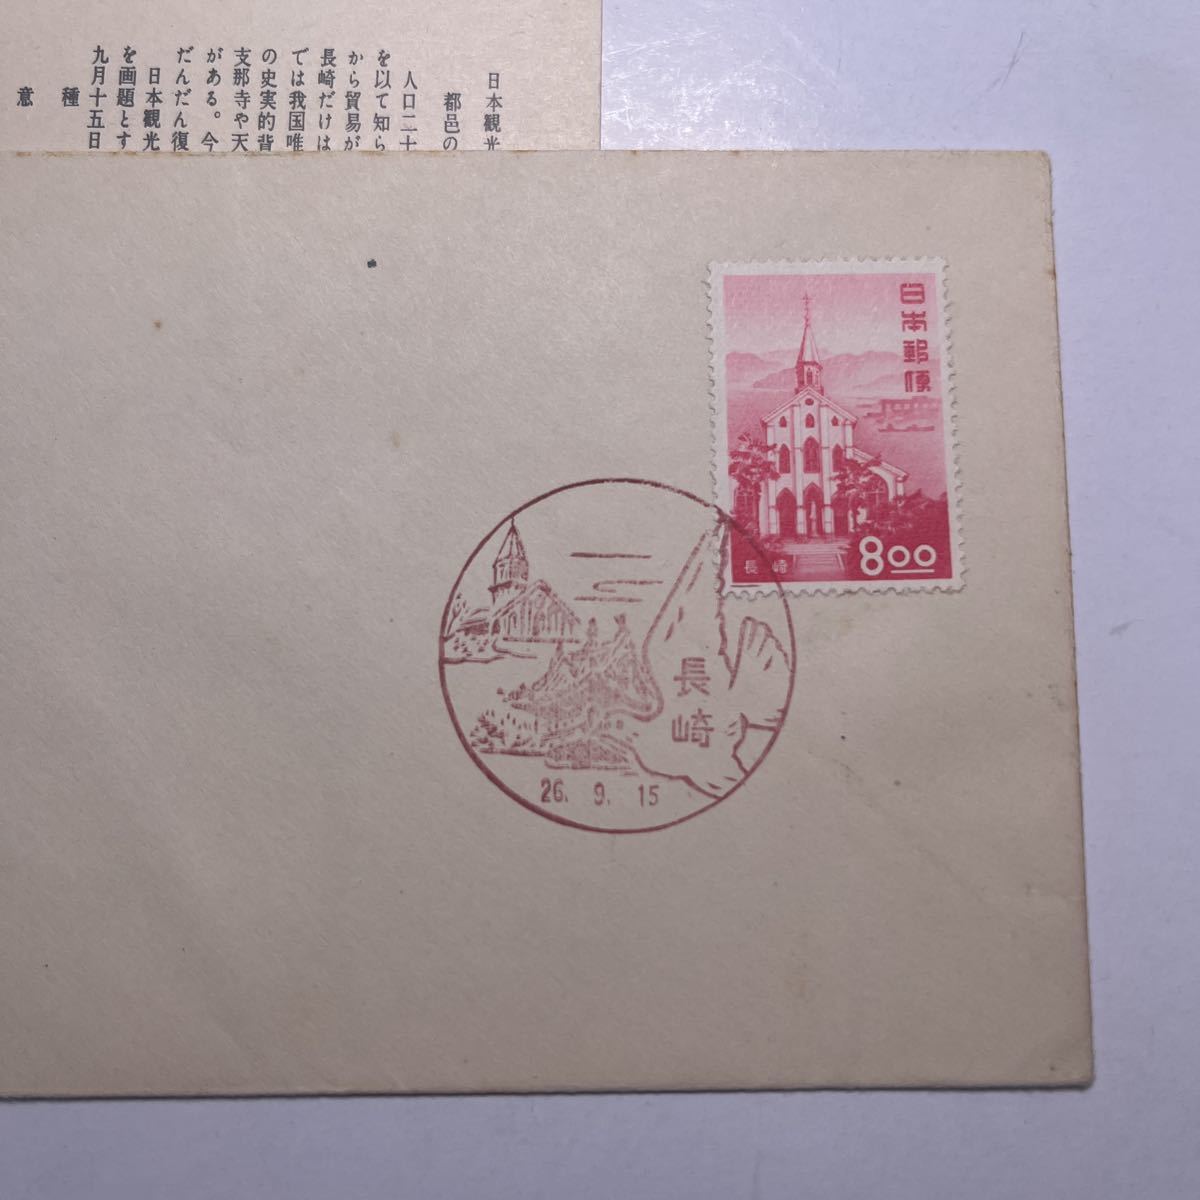 日本観光
都邑の
人口二十
を以て知ら
から貿易が
長崎だけは
では我国唯
の史実的背
支那寺や天
がある。今
だんだん復
日本観光
を画題とす
九月十五日
種
意
日本郵便
長崎
8.00
長崎
26. 9. 15